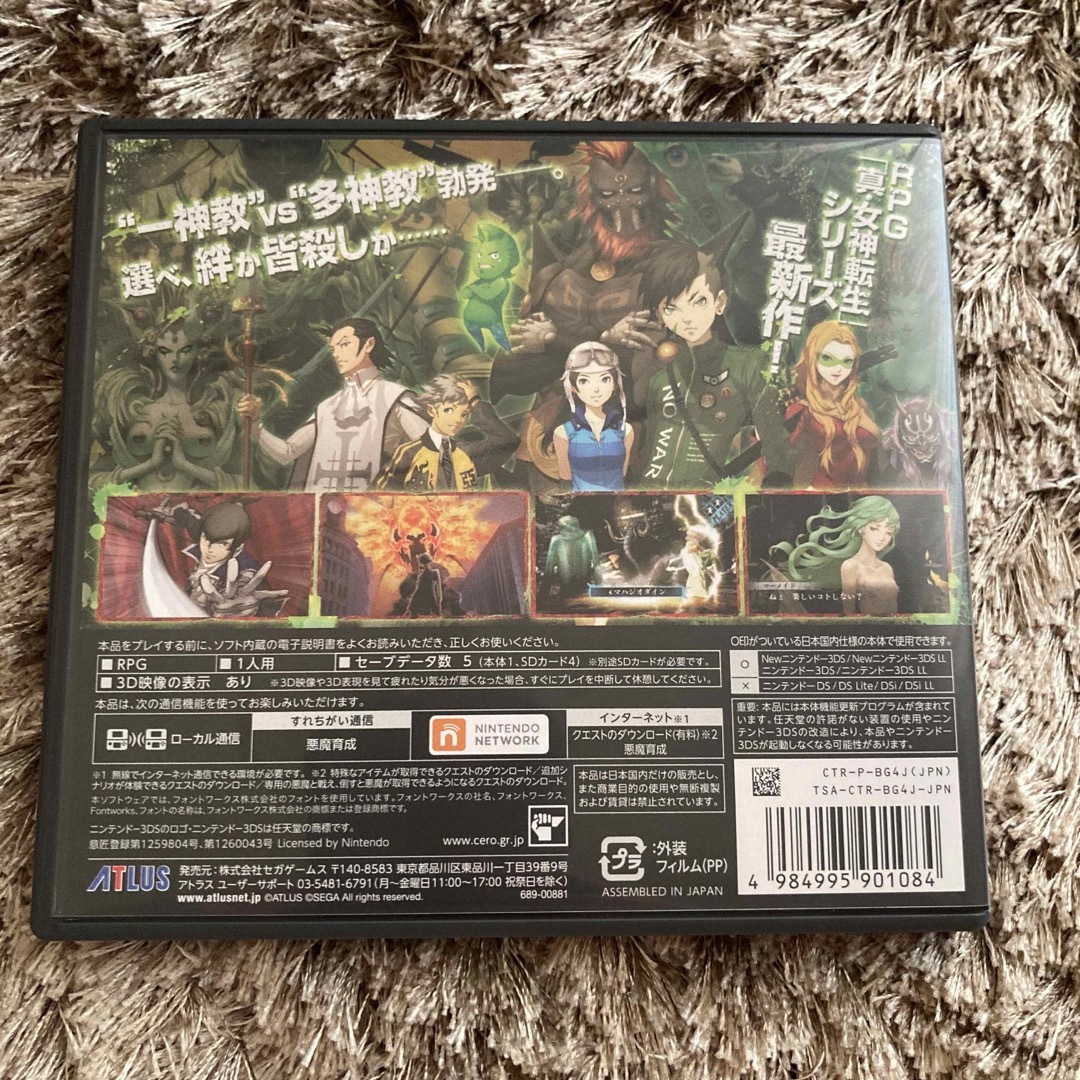 “一神教”vs“多神教”勃発――。
選べ、絆か皆殺しか……
RPG
「真・女神転生」
シリーズ
最新作！
NO WAR
マハジオダイン
マーメイド
ねぇ 楽しいコトしない？
本品をプレイする前に、ソフト内蔵の電子説明書をよくお読みいただき、正しくお使いください。
■RPG ■1人用 ■セーブデータ数 5（本体1、SDカード4）※別途SDカードが必要です。
■3D映像の表示 あり ※3D映像や3D表現を見て疲れたり気分が悪くなった場合、すぐにプレイを中断して休憩してください。
本品は、次の通信機能を使ってお楽しみいただけます。
ローカル通信
すれちがい通信
悪魔育成
NINTENDO
NETWORK
インターネット※1
クエストのダウンロード(有料)※2
悪魔育成
OE印がついている日本国内仕様の本体で使用できます。
○ Newニンテンドー3DS/Newニンテンドー3DS LL
ニンテンドー3DS/ニンテンドー3DS LL
× ニンテンドーDS/DS Lite/DSi/DSi LL
重要：本品には本体機能更新プログラムが含まれて
います。任天堂の許諾がない装置の使用やニン
テンドー3DSの改造により、本品やニンテンドー
3DSが起動しなくなる可能性があります。
※1 無線でインターネット通信できる環境が必要です。※2 特殊なアイテムが取得できるクエストのダウンロード/追加シ
ナリオが体験できるクエストのダウンロード/専用の悪魔と戦え、倒すと悪魔が取得できるようになるクエストのダウンロード。
本ソフトウェアでは、フォントワークス株式会社のフォントを使用しています。フォントワークスの社名、フォントワークス、
Fontworks、フォントの名称は、フォントワークス株式会社の商標または登録商標です。
ニンテンドー3DSのロゴ・ニンテンドー3DSは任天堂の商標です。
意匠登録第1259804号、第1260043号 Licensed by Nintendo
www.cero.gr.jp
本品は日本国内だけの販売とし、
また商業目的の使用や無断複製
および賃貸は禁止されています。
CTR-P-BG4J(JPN)
TSA-CTR-BG4J-JPN
プラ
：外装
フィルム(PP)
ASSEMBLED IN JAPAN
4 984995 901084
ATLUS
発売元：株式会社セガゲームス 〒140-8583 東京都品川区東品川一丁目39番9号
アトラス ユーザーサポート 03-5481-6791(月～金曜日11:00～17:00 祝祭日を除く)
www.atlusnet.jp ©ATLUS ©SEGA All rights reserved.
689-00881